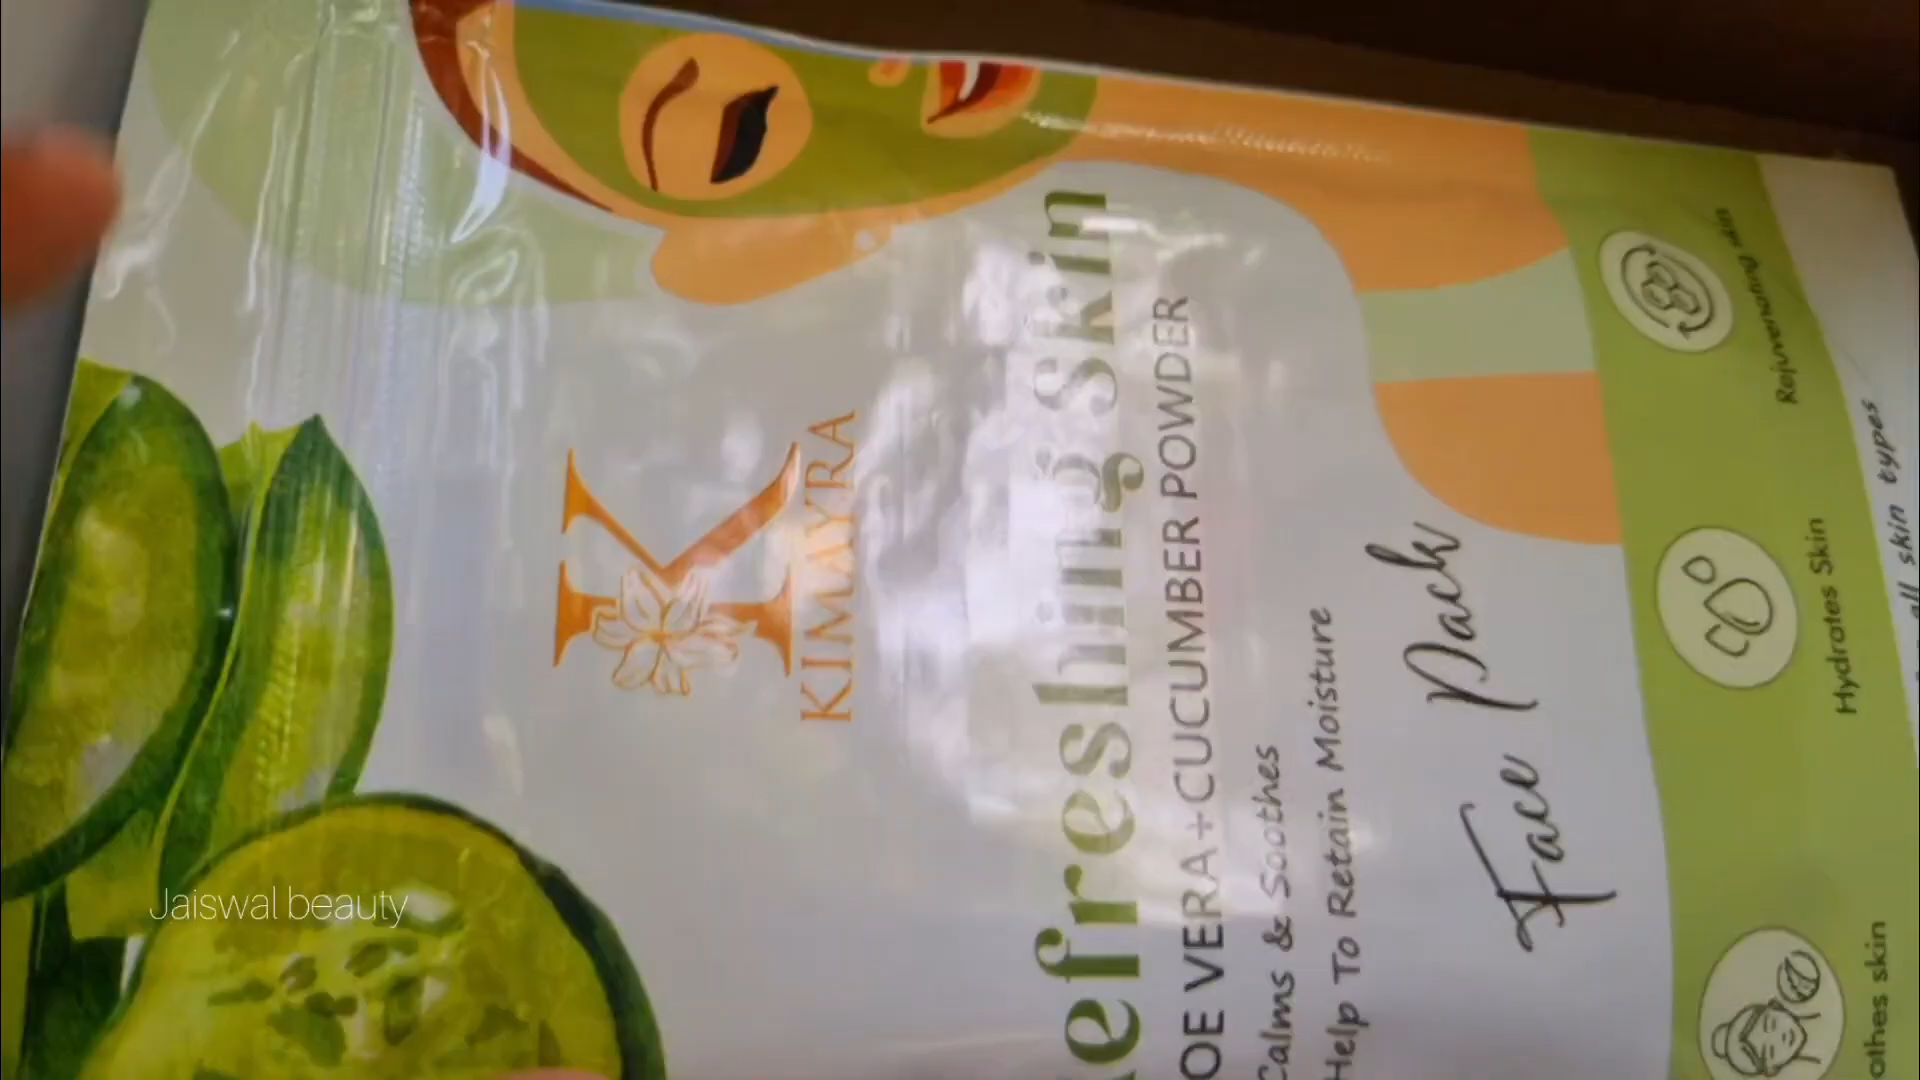 KIMAYRA
efreshing Skin
OE VERA+CUCUMBER POWDER
Calms & Soothes
Help To Retain Moisture
Face Pack
othes skin
Hydrates Skin
Rejuvenating skin
all skin types
Jaiswal beauty